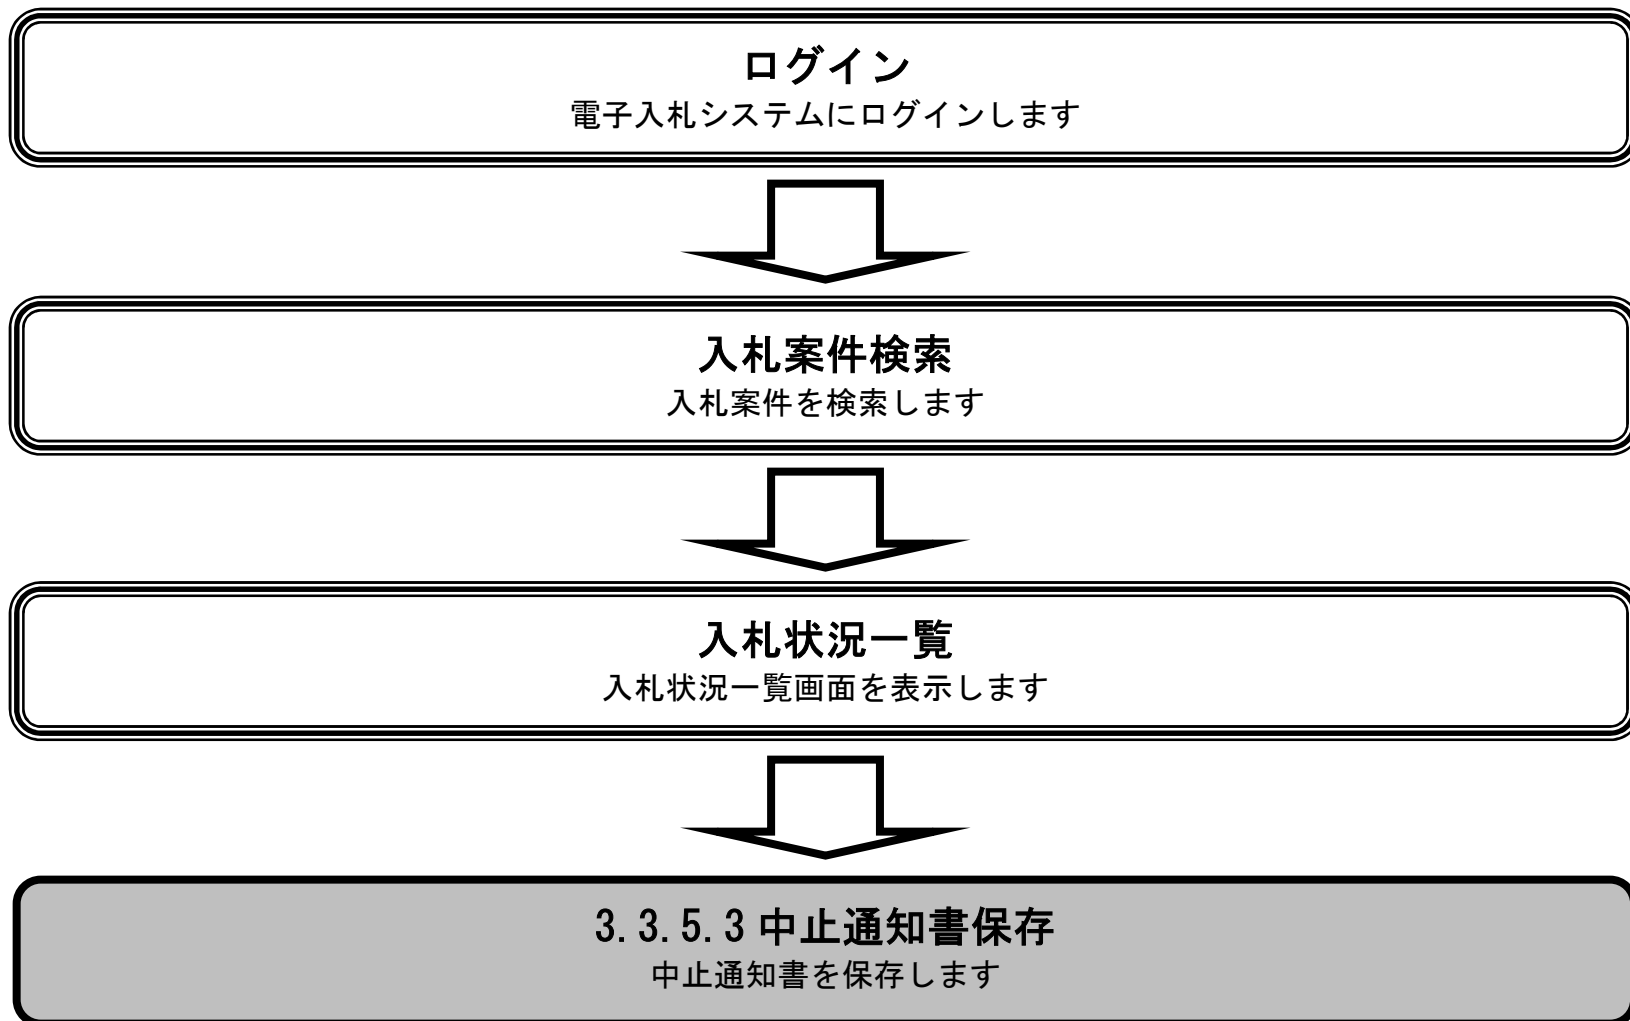 ログイン
電子入札システムにログインします
入札案件検索
入札案件を検索します
入札状況一覧
入札状況一覧画面を表示します
3.3.5.3 中止通知書保存
中止通知書を保存します